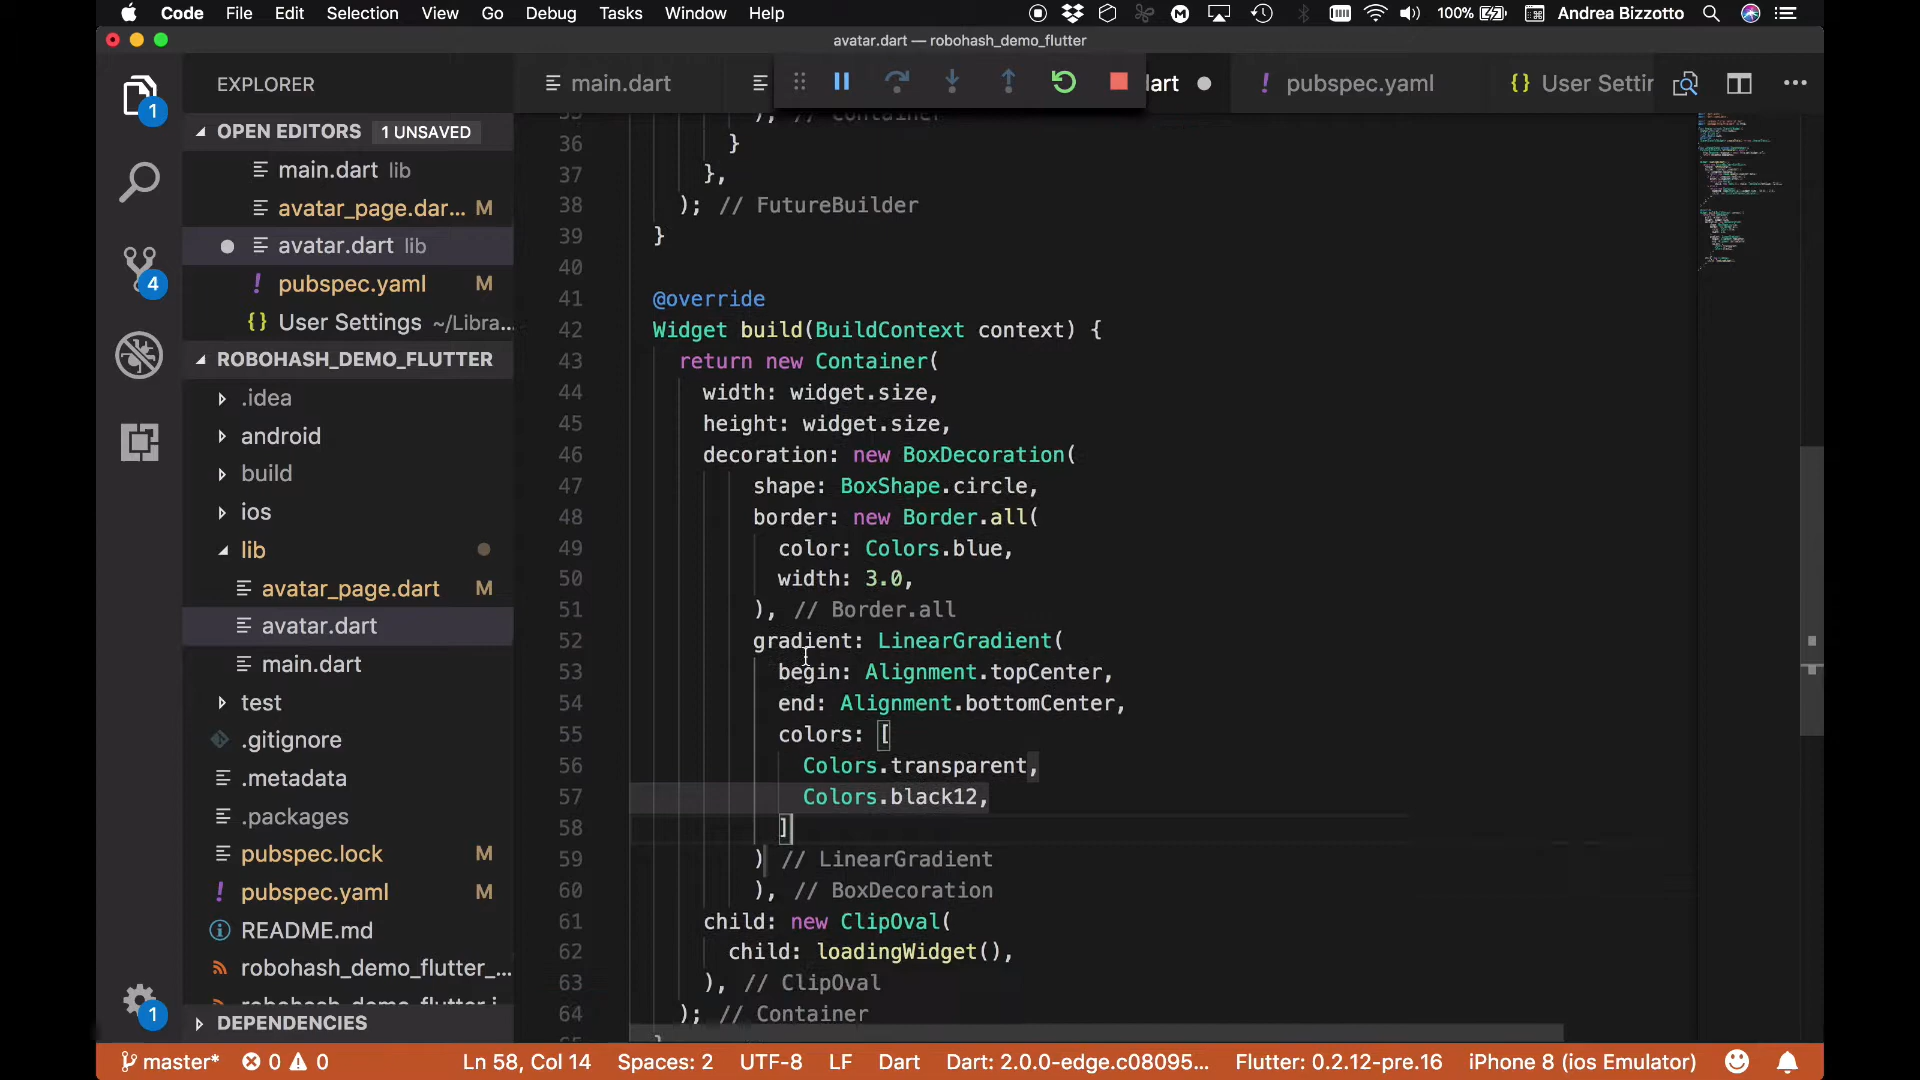 Code File Edit Selection View Go Debug Tasks Window Help 100% Andrea Bizzotto
avatar.dart — robohash_demo_flutter
EXPLORER
main.dart
art
pubspec.yaml
{} User Settir
OPEN EDITORS 1 UNSAVED
main.dart lib
avatar_page.dar... M
avatar.dart lib
! pubspec.yaml M
{} User Settings ~/Libra...
ROBOHASH_DEMO_FLUTTER
.idea
android
build
ios
lib
avatar_page.dart M
avatar.dart
main.dart
test
.gitignore
.metadata
.packages
pubspec.lock M
! pubspec.yaml M
README.md
robohash_demo_flutter_...
robohash_demo_flutter.i
DEPENDENCIES
1
4
1
35 ), // Container
36 }
37 },
38 ); // FutureBuilder
39 }
40
41 @override
42 Widget build(BuildContext context) {
43 return new Container(
44 width: widget.size,
45 height: widget.size,
46 decoration: new BoxDecoration(
47 shape: BoxShape.circle,
48 border: new Border.all(
49 color: Colors.blue,
50 width: 3.0,
51 ), // Border.all
52 gradient: LinearGradient(
53 begin: Alignment.topCenter,
54 end: Alignment.bottomCenter,
55 colors: [
56 Colors.transparent,
57 Colors.black12,
58 ]
59 ) // LinearGradient
60 ), // BoxDecoration
61 child: new ClipOval(
62 child: loadingWidget(),
63 ), // ClipOval
64 ); // Container
master* 0 0 Ln 58, Col 14 Spaces: 2 UTF-8 LF Dart Dart: 2.0.0-edge.c08095... Flutter: 0.2.12-pre.16 iPhone 8 (ios Emulator)